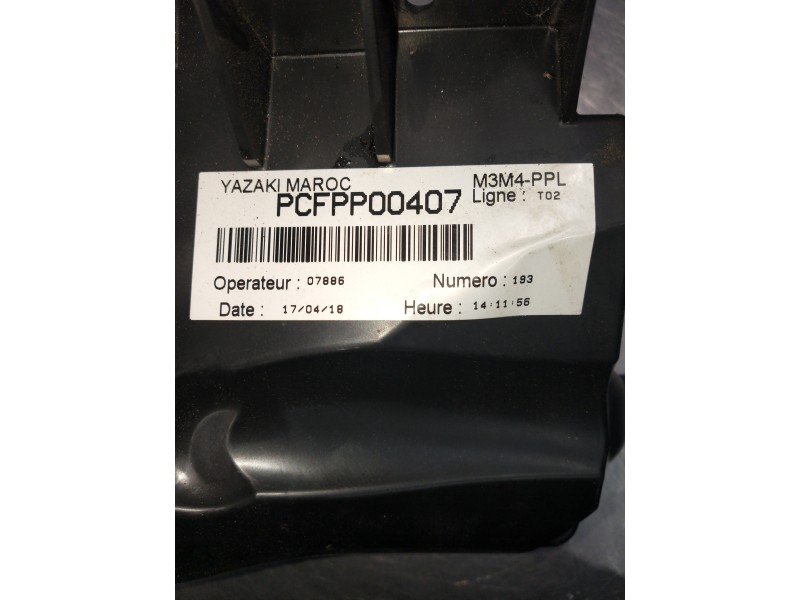 YAZAKI MAROC M3M4-PPL
PCFPP00407 Ligne : T02
Operateur : 07886 Numero : 193
Date : 17/04/18 Heure : 14:11:56